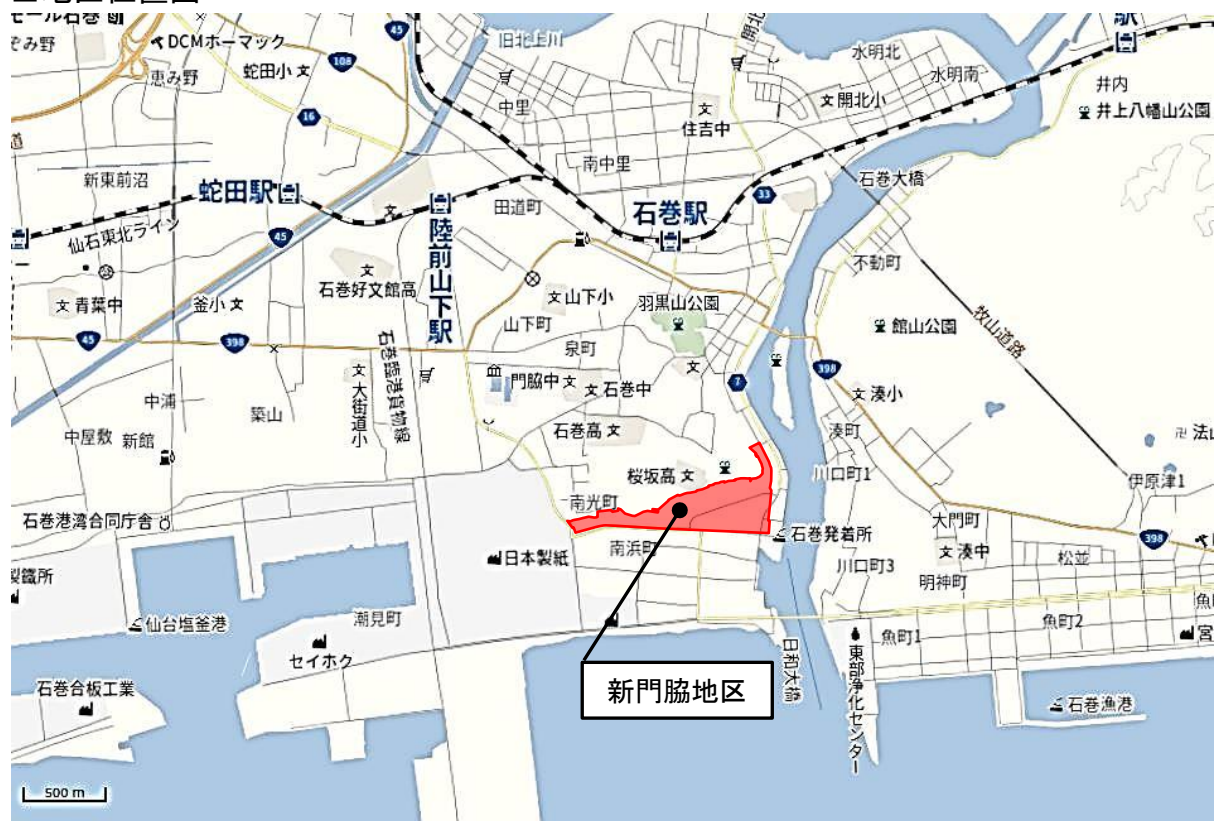 モール石巻
ぞみ野
DCMホーマック
恵み野
蛇田小
108
45
旧北上川
開北
駅
水明北
水明南
井内
井上八幡山公園
16
中里
住吉中
開北小
南中里
新東前沼
蛇田駅
仙石東北ライン
45
陸前山下駅
田道町
石巻駅
33
石巻大橋
不動町
青葉中
釜小
石巻好文館高
山下小
羽黒山公園
館山公園
牧山道路
45
398
山下町
泉町
石巻臨港貨物線
門脇中
石巻中
7
398
中浦
築山
大街道小
湊小
中屋敷
新館
石巻高
湊町
法山
桜坂高
川口町1
伊原津1
南光町
石巻港湾合同庁舎
石巻発着所
大門町
398
日本製紙
南浜町
川口町3
湊中
松並
明神町
製鐵所
仙台塩釜港
潮見町
魚町1
魚町2
魚
宮
セイホク
日和大橋
東部浄化センター
石巻合板工業
新門脇地区
石巻漁港
500 m